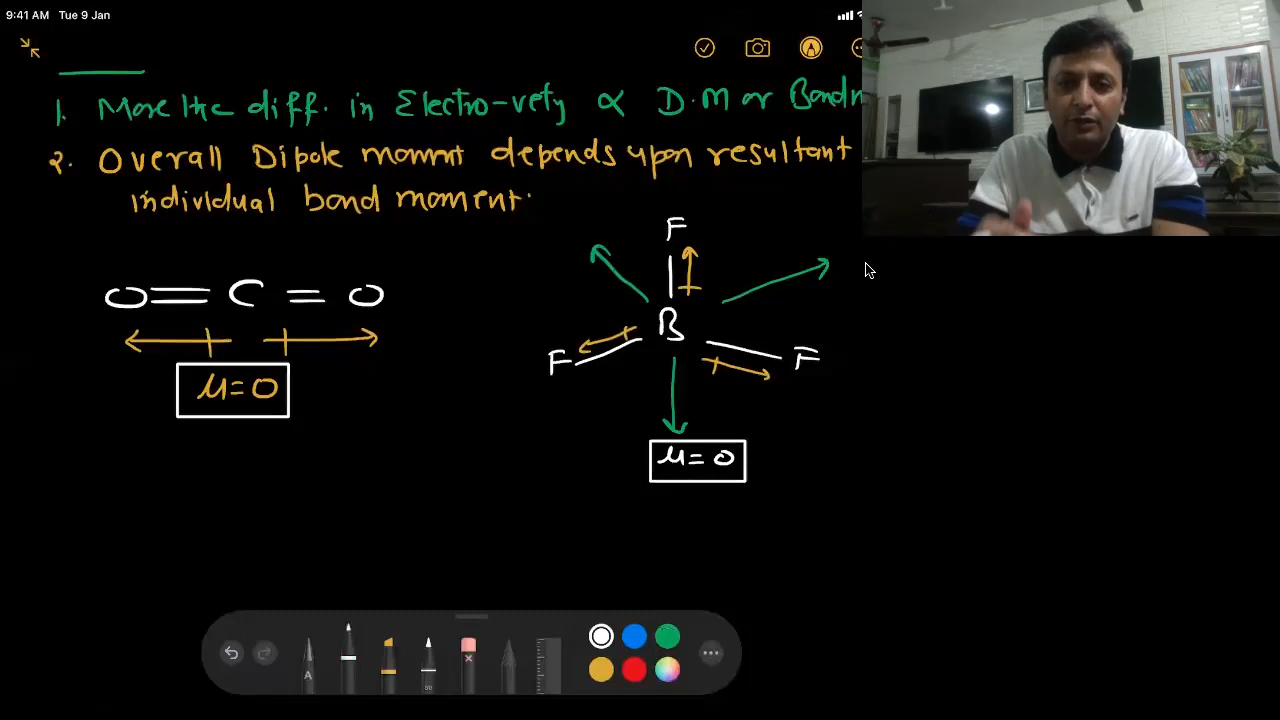 9:41 AM Tue 9 Jan
1. More the diff. in Electro-vety ∝ D.M or Bond
2. Overall Dipole moment depends upon resultant
individual bond moment.
F
O=C=O
B
F F
μ=0
μ=0
A
50